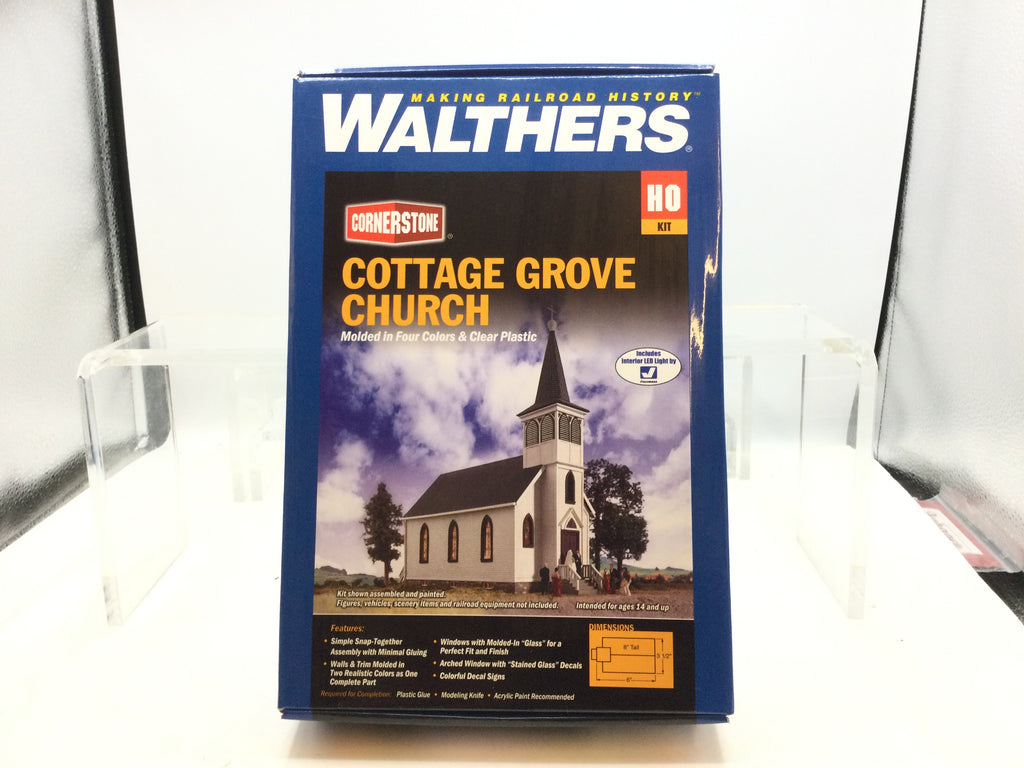 MAKING RAILROAD HISTORY™
WALTHERS®
HO
KIT
CORNERSTONE®
COTTAGE GROVE
CHURCH
Molded in Four Colors & Clear Plastic
Includes
Interior LED Light by
Kit shown assembled and painted.
Figures, vehicles, scenery items and railroad equipment not included.
Intended for ages 14 and up
Features:
• Simple Snap-Together
Assembly with Minimal Gluing
• Walls & Trim Molded in
Two Realistic Colors as One
Complete Part
• Windows with Molded-In "Glass" for a
Perfect Fit and Finish
• Arched Window with "Stained Glass" Decals
• Colorful Decal Signs
DIMENSIONS
8" Tall
3 1/2"
6"
Required for Completion: Plastic Glue • Modeling Knife • Acrylic Paint Recommended